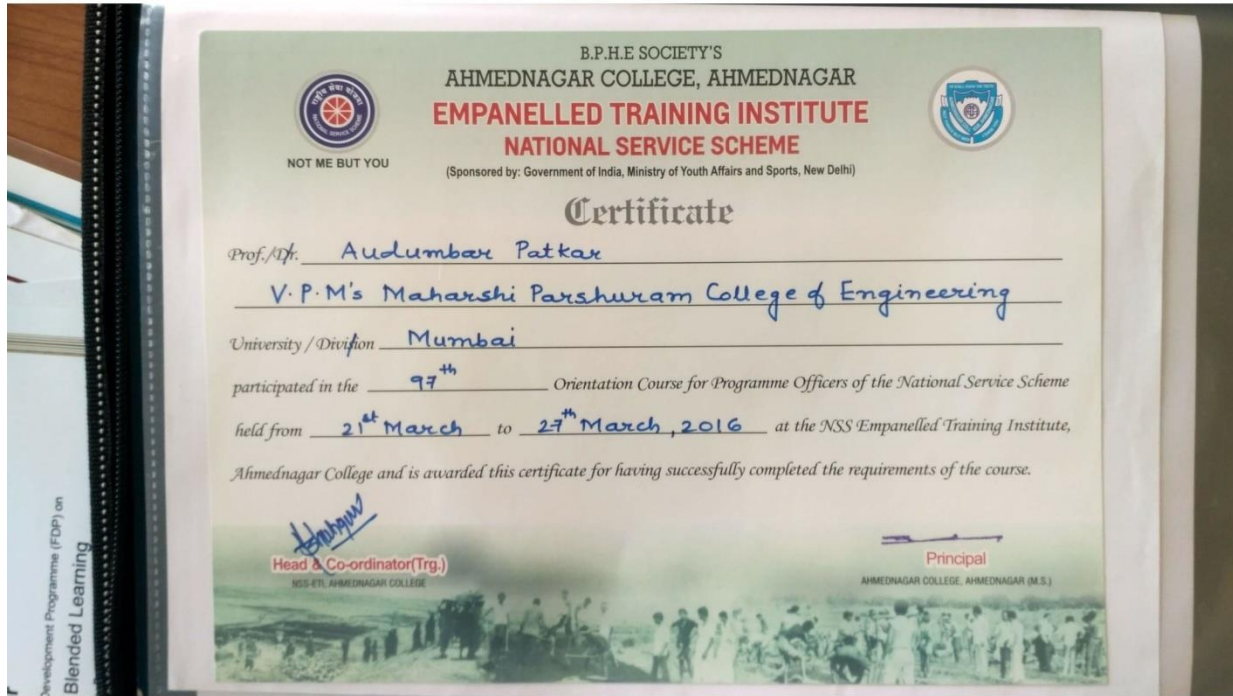 B.P.H.E SOCIETY'S
AHMEDNAGAR COLLEGE, AHMEDNAGAR
EMPANELLED TRAINING INSTITUTE
NATIONAL SERVICE SCHEME
(Sponsored by: Government of India, Ministry of Youth Affairs and Sports, New Delhi)
राष्ट्रीय सेवा योजना
NATIONAL SERVICE SCHEME
NOT ME BUT YOU
Certificate
Prof./Dr. Audumbar Patkar
V.P.M's Maharshi Parshuram College of Engineering
University / Division Mumbai
participated in the 97th Orientation Course for Programme Officers of the National Service Scheme
held from 21st March to 27th March, 2016 at the NSS Empanelled Training Institute,
Ahmednagar College and is awarded this certificate for having successfully completed the requirements of the course.
Head & Co-ordinator(Trg.)
NSS-ETI, AHMEDNAGAR COLLEGE
Principal
AHMEDNAGAR COLLEGE, AHMEDNAGAR (M.S.)
Development Programme (FDP) on
Blended Learning